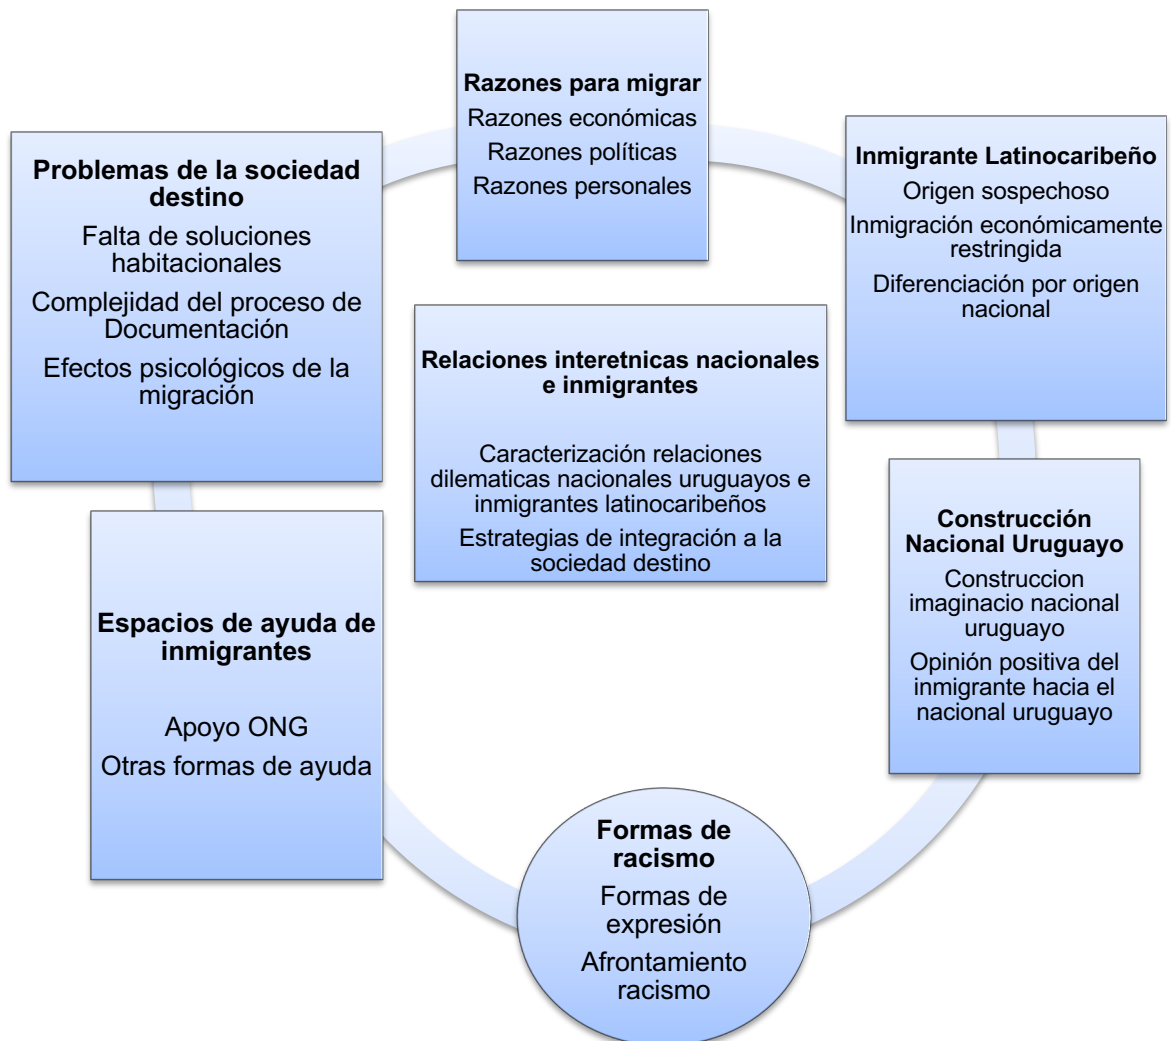 Razones para migrar
Razones económicas
Razones políticas
Razones personales
Inmigrante Latinocaribeño
Origen sospechoso
Inmigración económicamente
restringida
Diferenciación por origen
nacional
Construcción
Nacional Uruguayo
Construccion
imaginacio nacional
uruguayo
Opinión positiva del
inmigrante hacia el
nacional uruguayo
Formas de
racismo
Formas de
expresión
Afrontamiento
racismo
Espacios de ayuda de
inmigrantes
Apoyo ONG
Otras formas de ayuda
Problemas de la sociedad
destino
Falta de soluciones
habitacionales
Complejidad del proceso de
Documentación
Efectos psicológicos de la
migración
Relaciones interetnicas nacionales
e inmigrantes
Caracterización relaciones
dilematicas nacionales uruguayos e
inmigrantes latinocaribeños
Estrategias de integración a la
sociedad destino